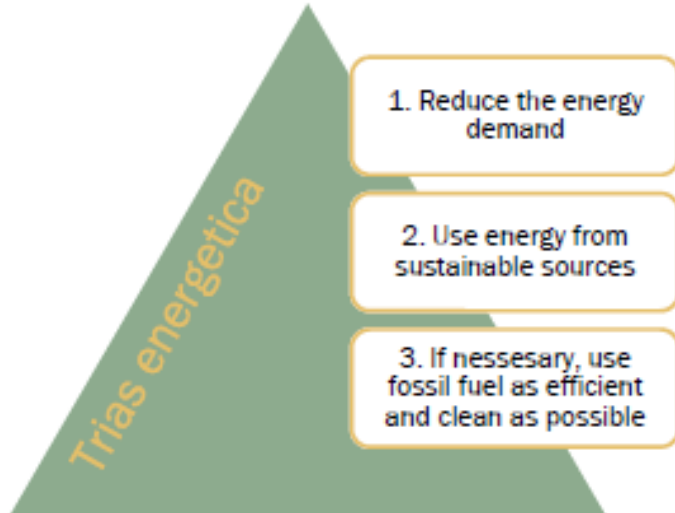 Trias energetica
1. Reduce the energy
demand
2. Use energy from
sustainable sources
3. If nessesary, use
fossil fuel as efficient
and clean as possible